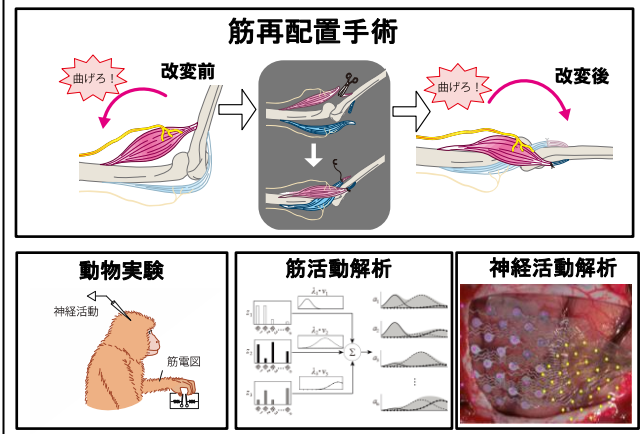 筋再配置手術
曲げろ！
改変前
曲げろ！
改変後
動物実験
神経活動
筋電図
筋活動解析
Σ
⋮
神経活動解析